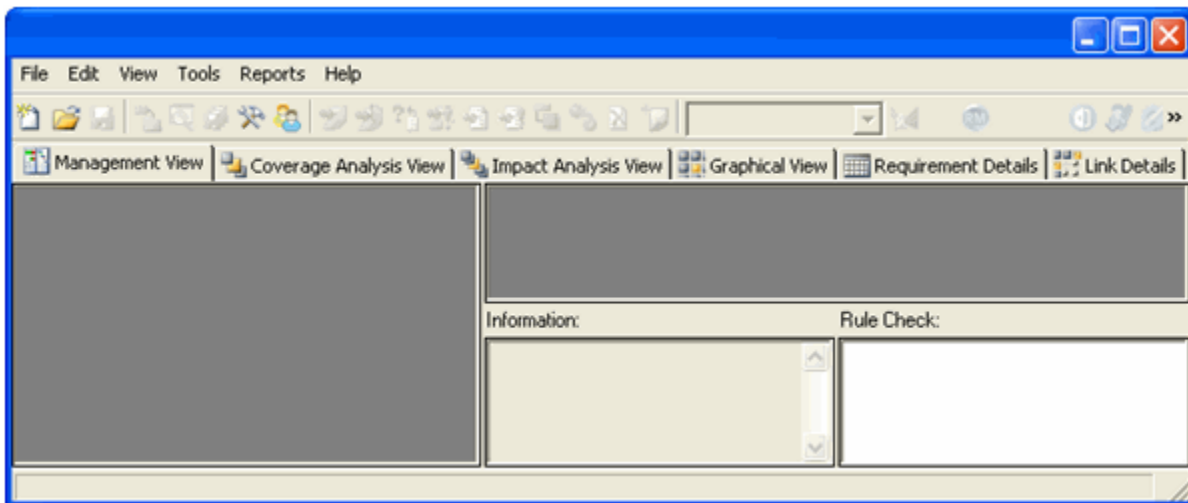 File Edit View Tools Reports Help
Management View Coverage Analysis View Impact Analysis View Graphical View Requirement Details Link Details
Information: Rule Check: